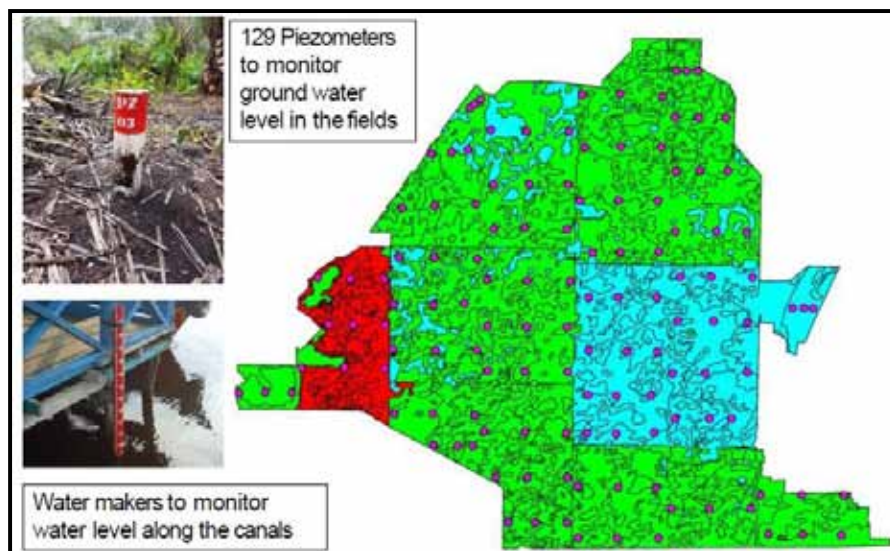 129 Piezometers
to monitor
ground water
level in the fields
PZ
03
Water makers to monitor
water level along the canals